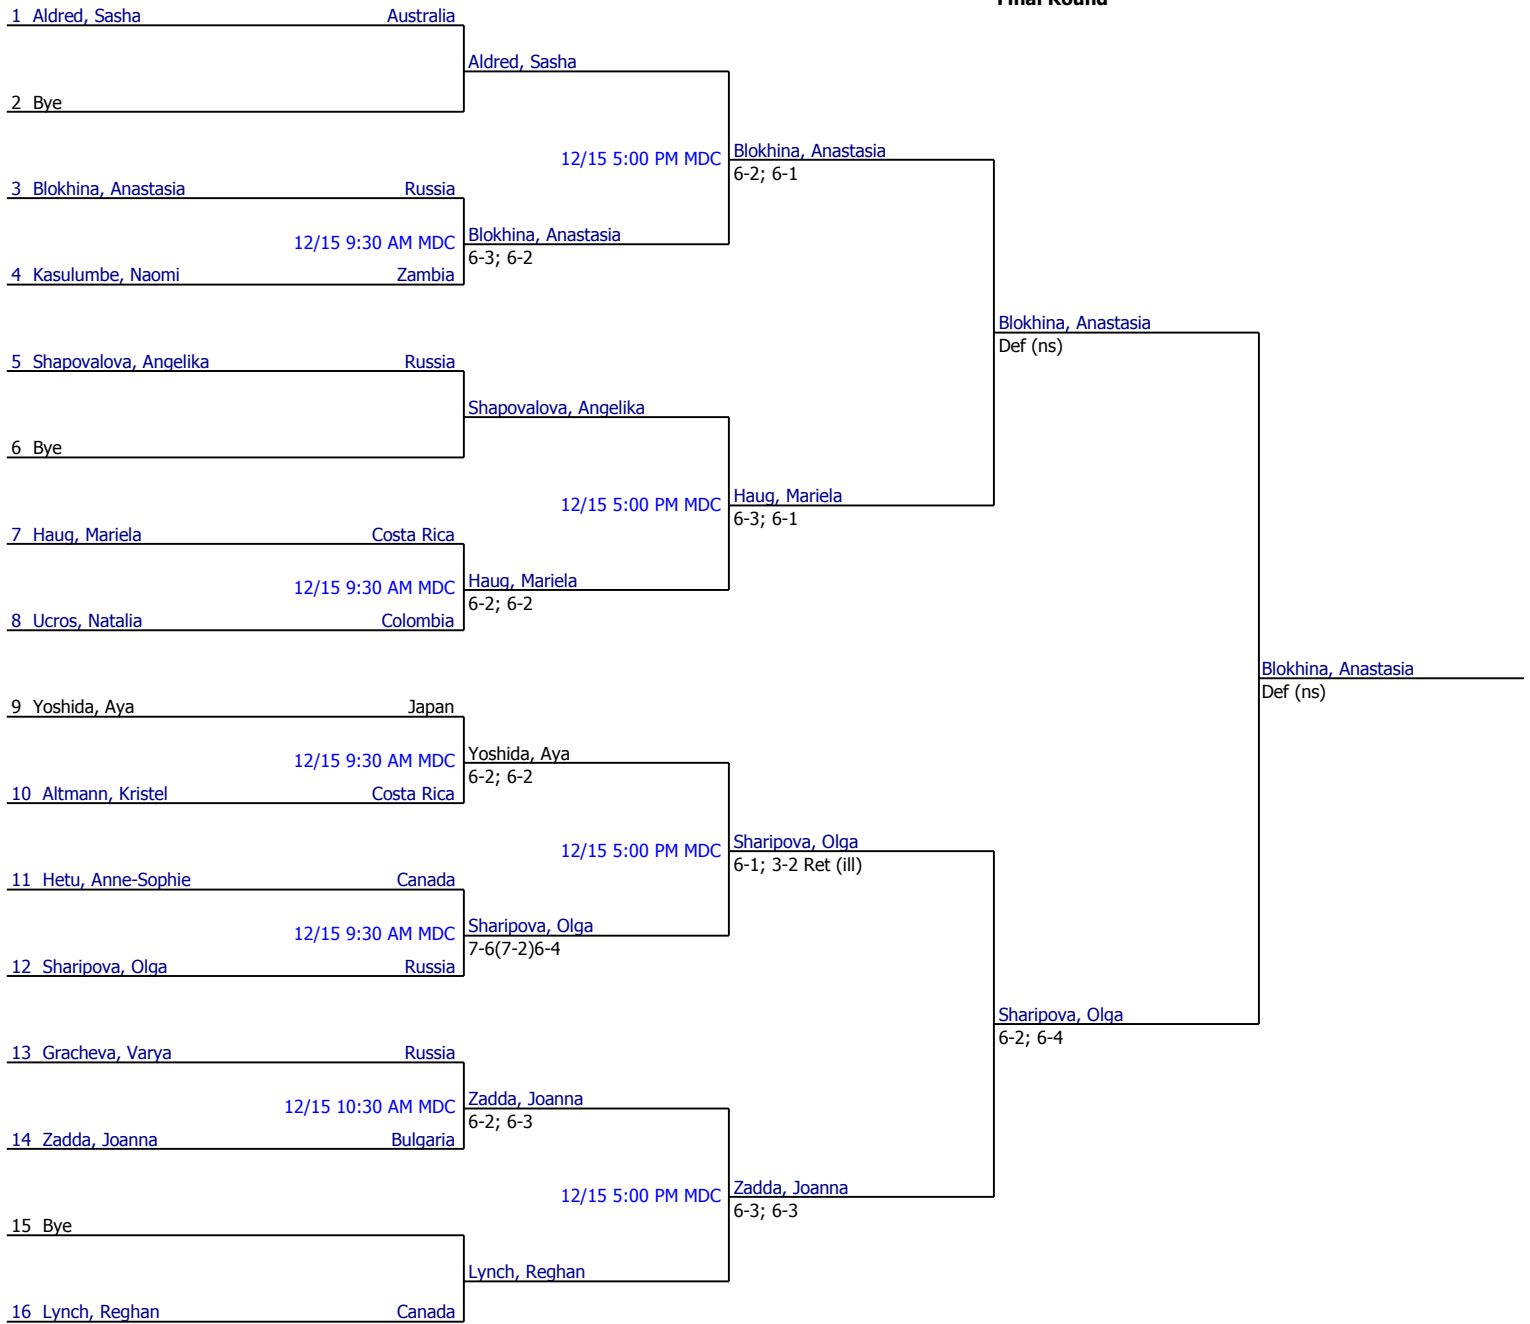 Final Round
1 Aldred, Sasha Australia
Aldred, Sasha
2 Bye
12/15 5:00 PM MDC Blokhina, Anastasia
6-2; 6-1
3 Blokhina, Anastasia Russia
12/15 9:30 AM MDC Blokhina, Anastasia
6-3; 6-2
4 Kasulumbe, Naomi Zambia
Blokhina, Anastasia
Def (ns)
5 Shapovalova, Angelika Russia
Shapovalova, Angelika
6 Bye
12/15 5:00 PM MDC Haug, Mariela
6-3; 6-1
7 Haug, Mariela Costa Rica
12/15 9:30 AM MDC Haug, Mariela
6-2; 6-2
8 Ucros, Natalia Colombia
Blokhina, Anastasia
Def (ns)
9 Yoshida, Aya Japan
12/15 9:30 AM MDC Yoshida, Aya
6-2; 6-2
10 Altmann, Kristel Costa Rica
12/15 5:00 PM MDC Sharipova, Olga
6-1; 3-2 Ret (ill)
11 Hetu, Anne-Sophie Canada
12/15 9:30 AM MDC Sharipova, Olga
7-6(7-2)6-4
12 Sharipova, Olga Russia
Sharipova, Olga
6-2; 6-4
13 Gracheva, Varya Russia
12/15 10:30 AM MDC Zadda, Joanna
6-2; 6-3
14 Zadda, Joanna Bulgaria
12/15 5:00 PM MDC Zadda, Joanna
6-3; 6-3
15 Bye
Lynch, Reghan
16 Lynch, Reghan Canada